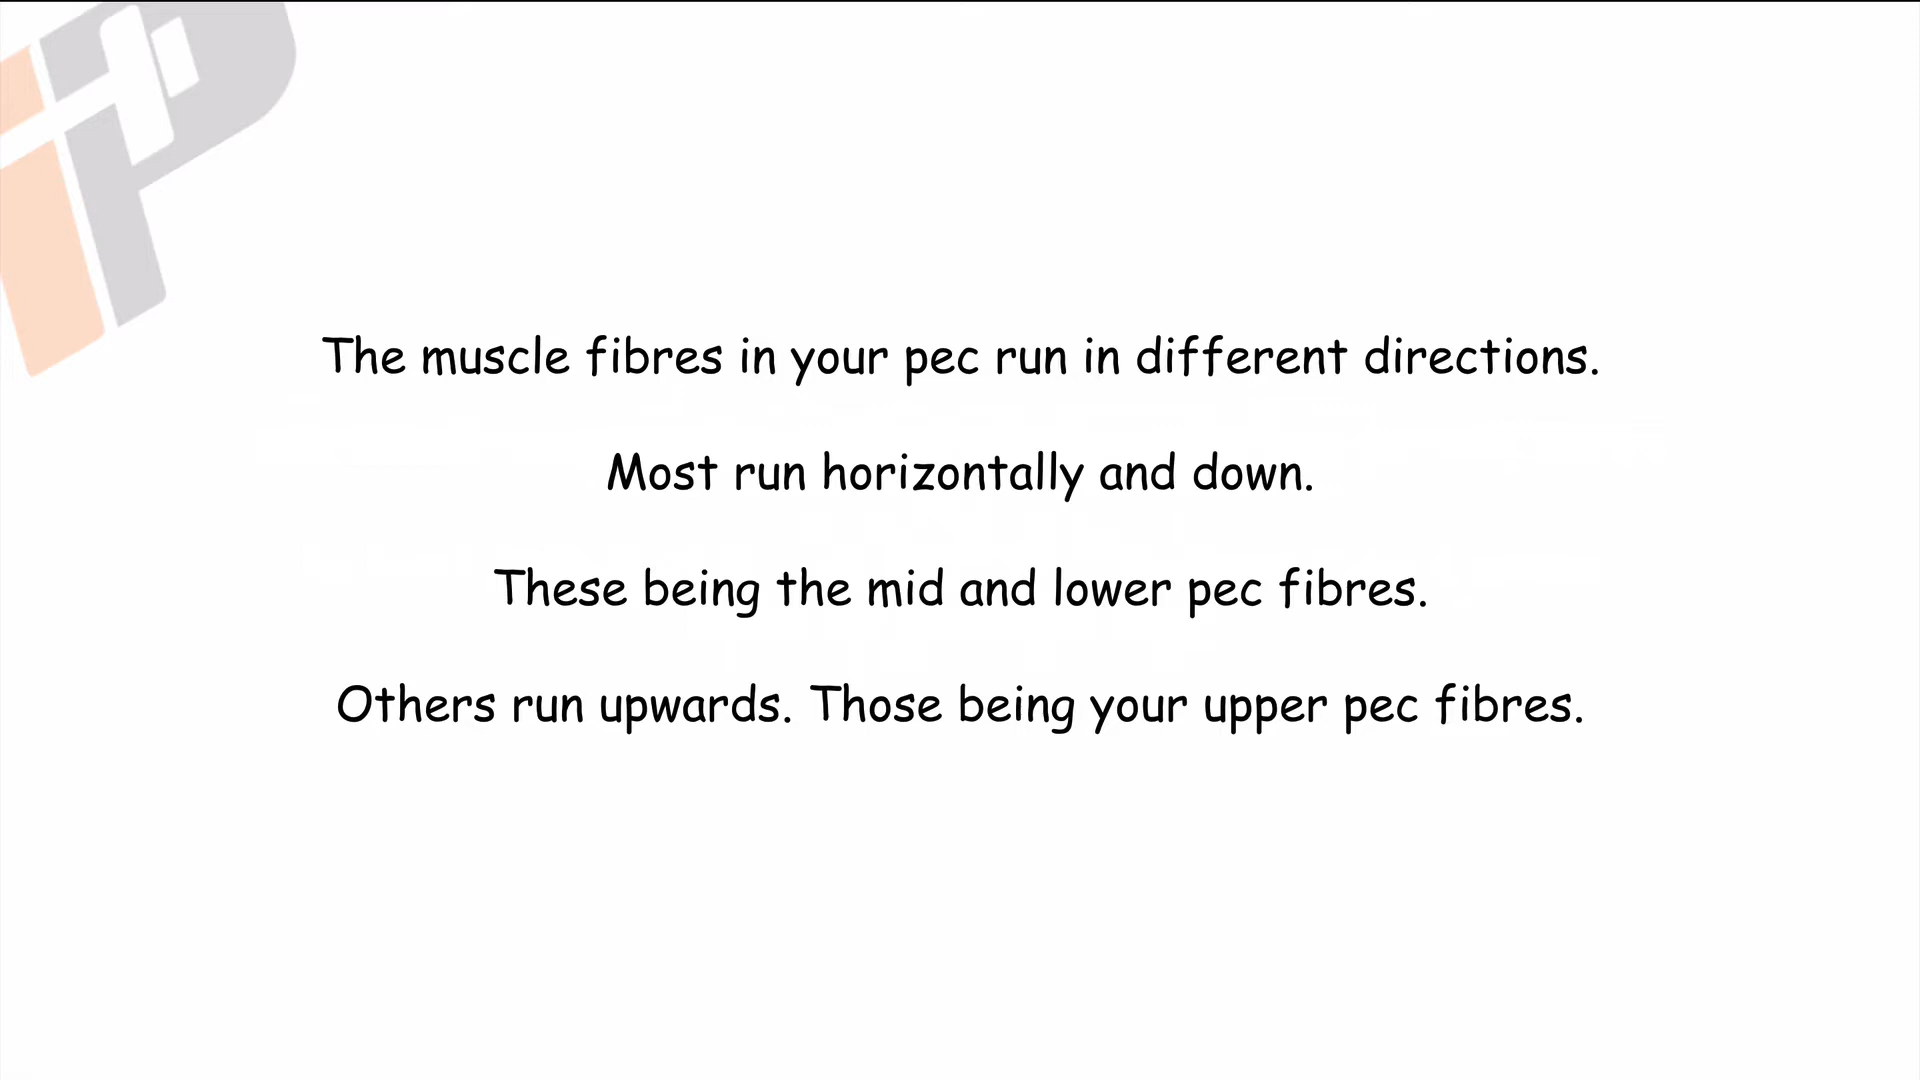 The muscle fibres in your pec run in different directions.
Most run horizontally and down.
These being the mid and lower pec fibres.
Others run upwards. Those being your upper pec fibres.